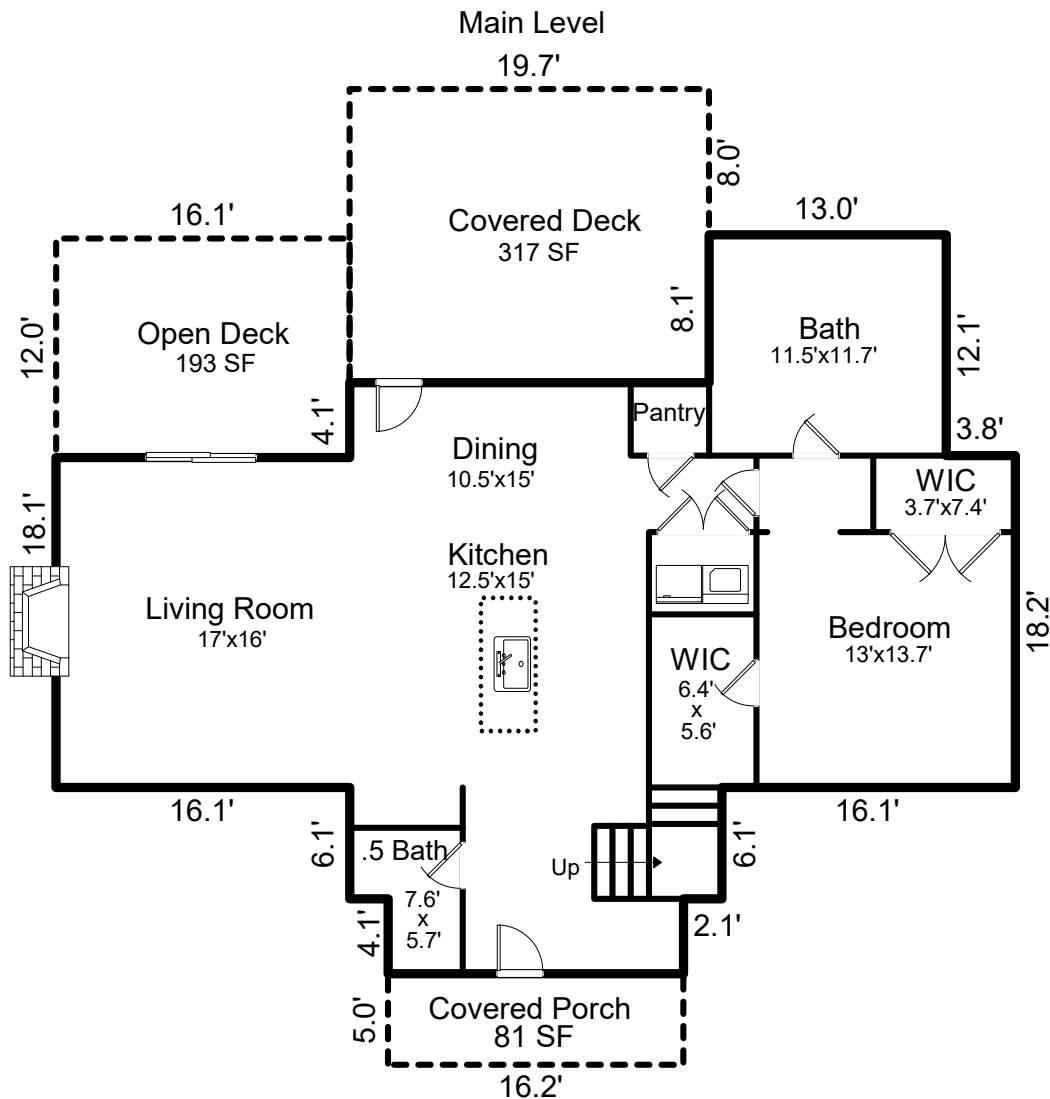 Main Level
19.7'
8.0'
16.1'
13.0'
Covered Deck
317 SF
12.0'
Open Deck
193 SF
8.1'
Bath
11.5'x11.7'
12.1'
4.1'
Pantry
3.8'
Dining
10.5'x15'
WIC
3.7'x7.4'
18.1'
Kitchen
12.5'x15'
Living Room
17'x16'
Bedroom
13'x13.7'
18.2'
WIC
6.4'
x
5.6'
16.1'
16.1'
6.1'
.5 Bath
6.1'
Up
7.6'
x
5.7'
4.1'
2.1'
5.0'
Covered Porch
81 SF
16.2'